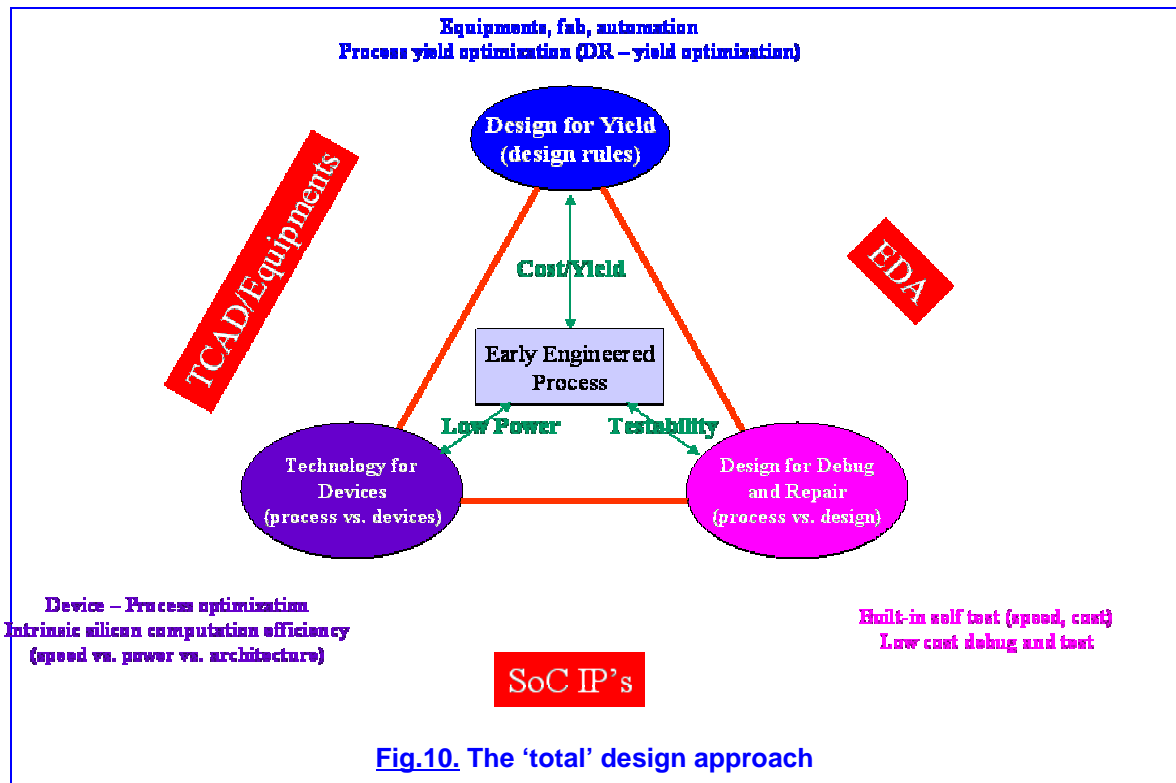 Equipments, fab, automation
Process yield optimization (DR – yield optimization)
Design for Yield
(design rules)
TCAD/Equipments
EDA
Cost/Yield
Early Engineered
Process
Low Power
Testability
Technology for
Devices
(process vs. devices)
Design for Debug
and Repair
(process vs. design)
Device – Process optimization
Intrinsic silicon computation efficiency
(speed vs. power vs. architecture)
Built-in self test (speed, cost)
Low cost debug and test
SoC IP's
Fig.10. The ‘total’ design approach